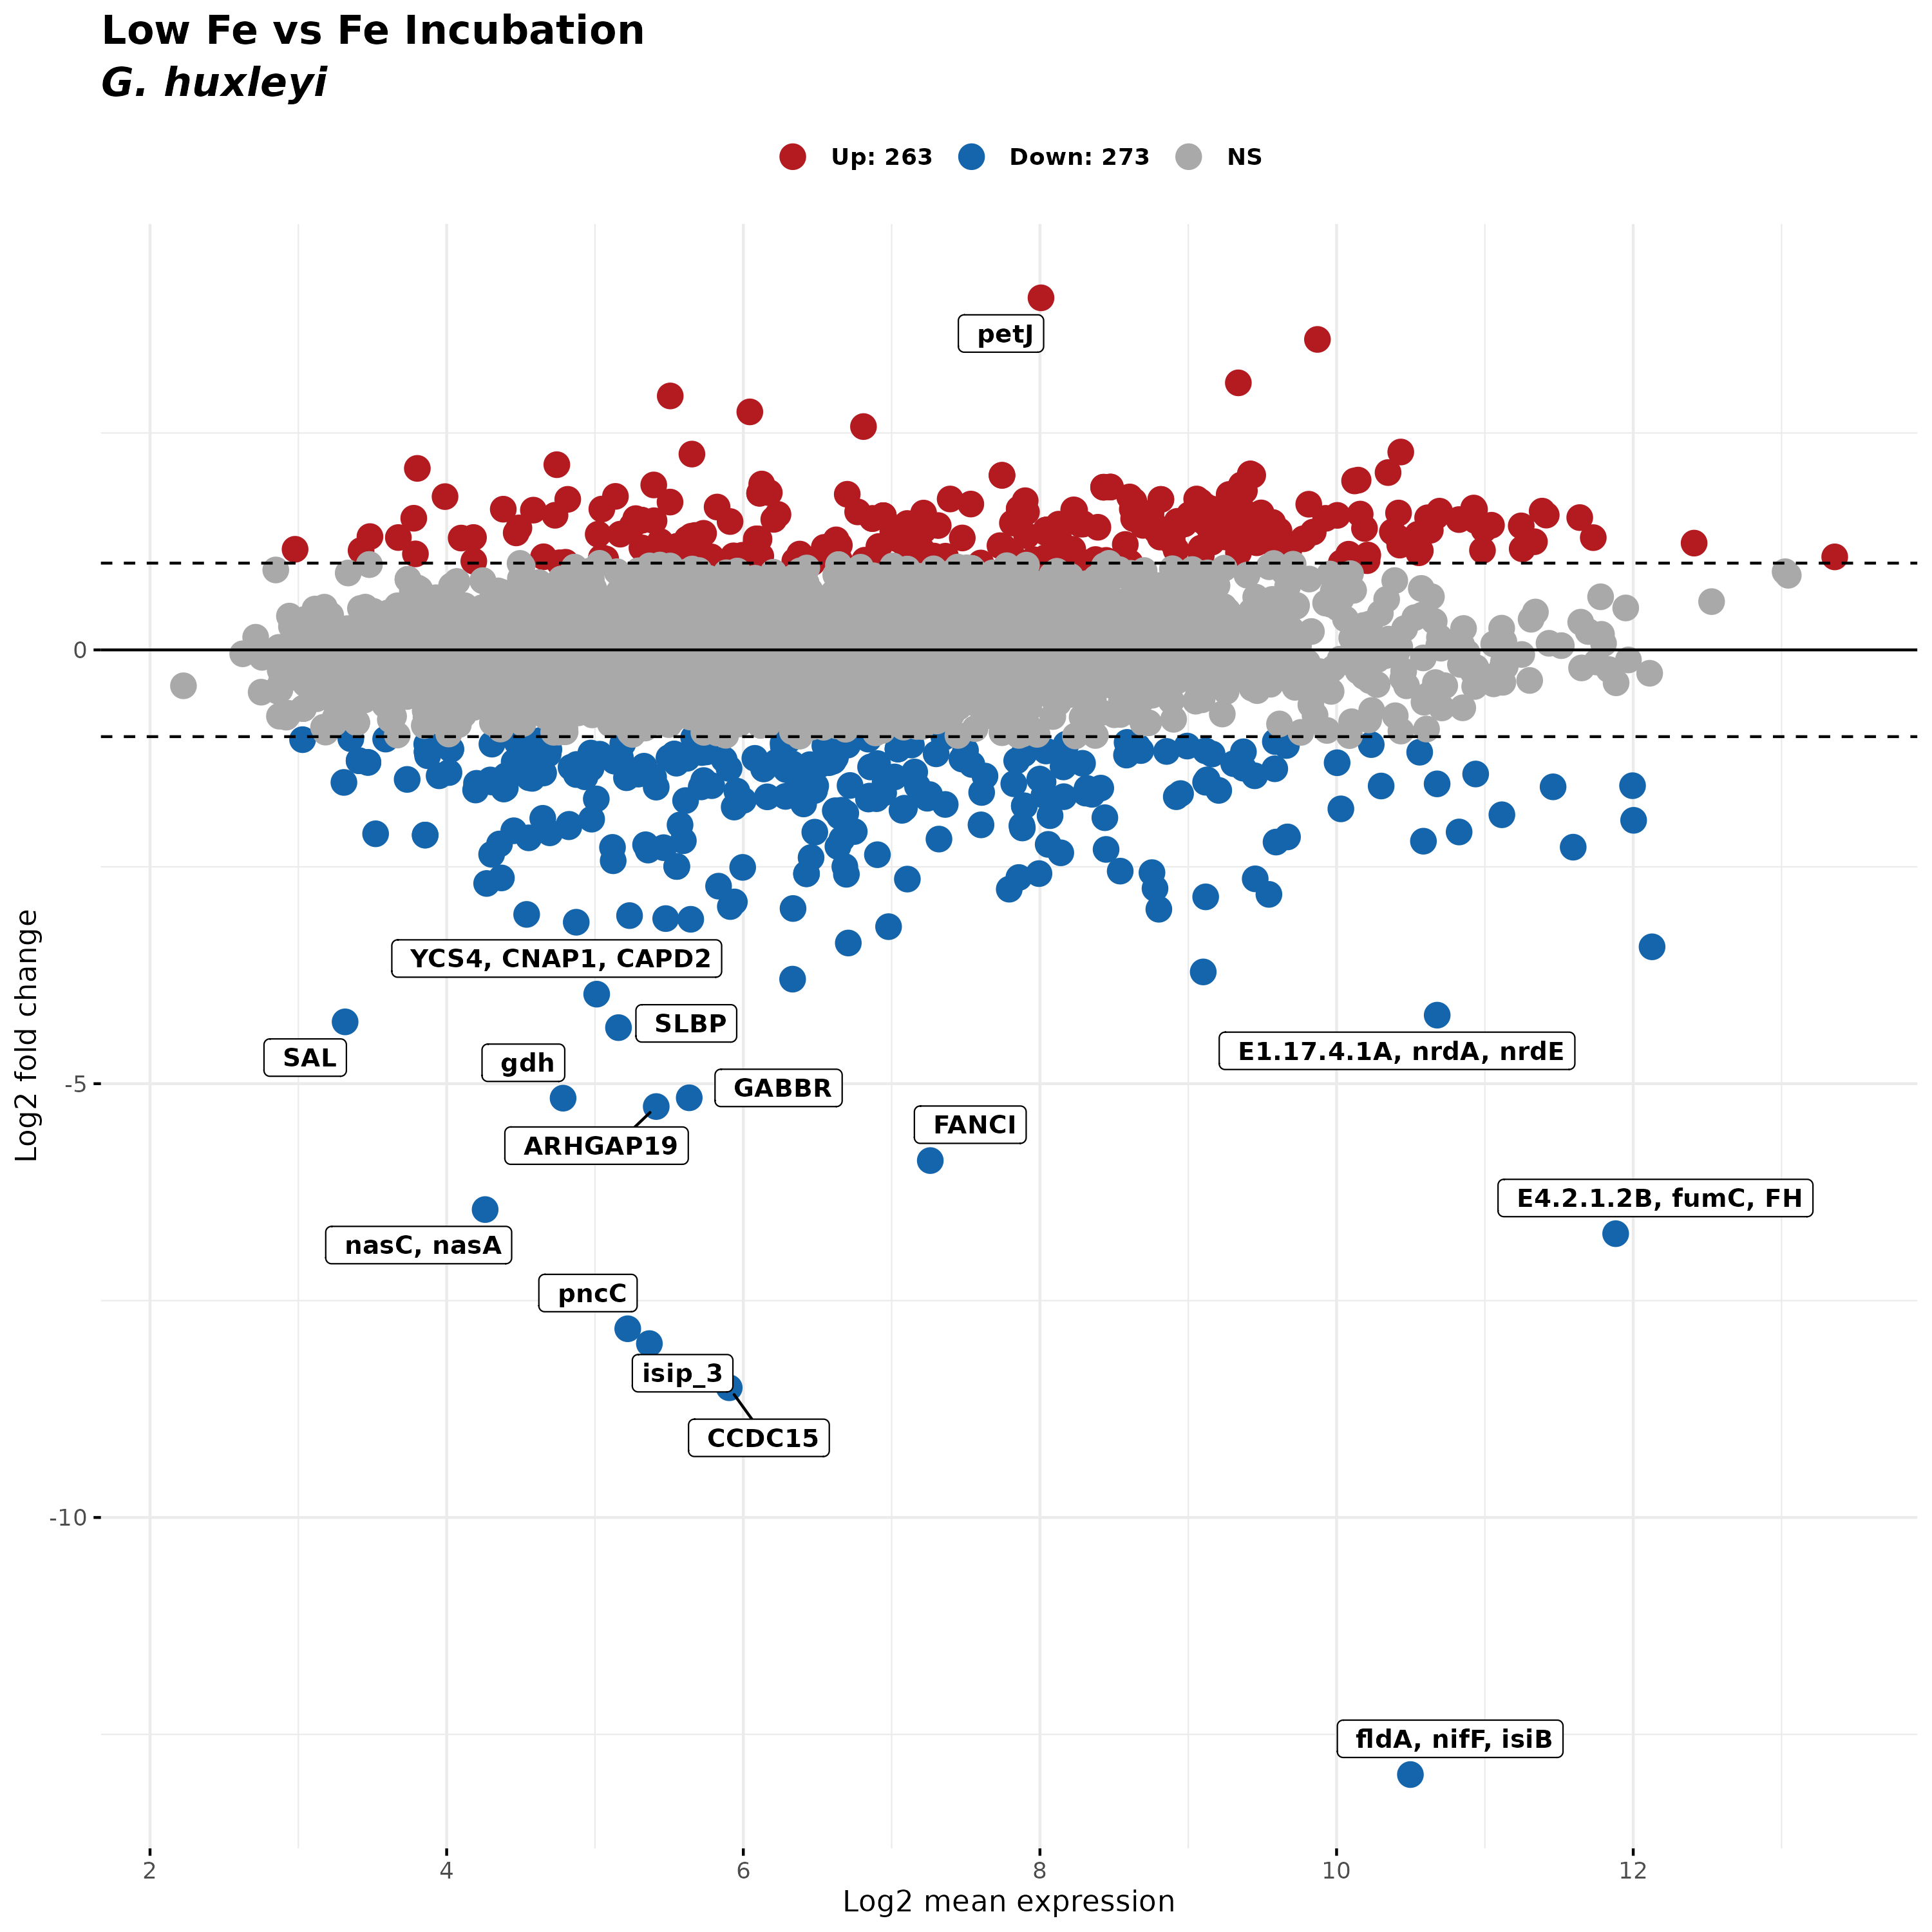 Low Fe vs Fe Incubation
G. huxleyi
Up: 263 Down: 273 NS
petJ
0
YCS4, CNAP1, CAPD2
SLBP
SAL
E1.17.4.1A, nrdA, nrdE
gdh
-5
GABBR
FANCI
ARHGAP19
E4.2.1.2B, fumC, FH
nasC, nasA
pncC
isip_3
CCDC15
-10
fldA, nifF, isiB
Log2 fold change
2 4 6 8 10 12
Log2 mean expression